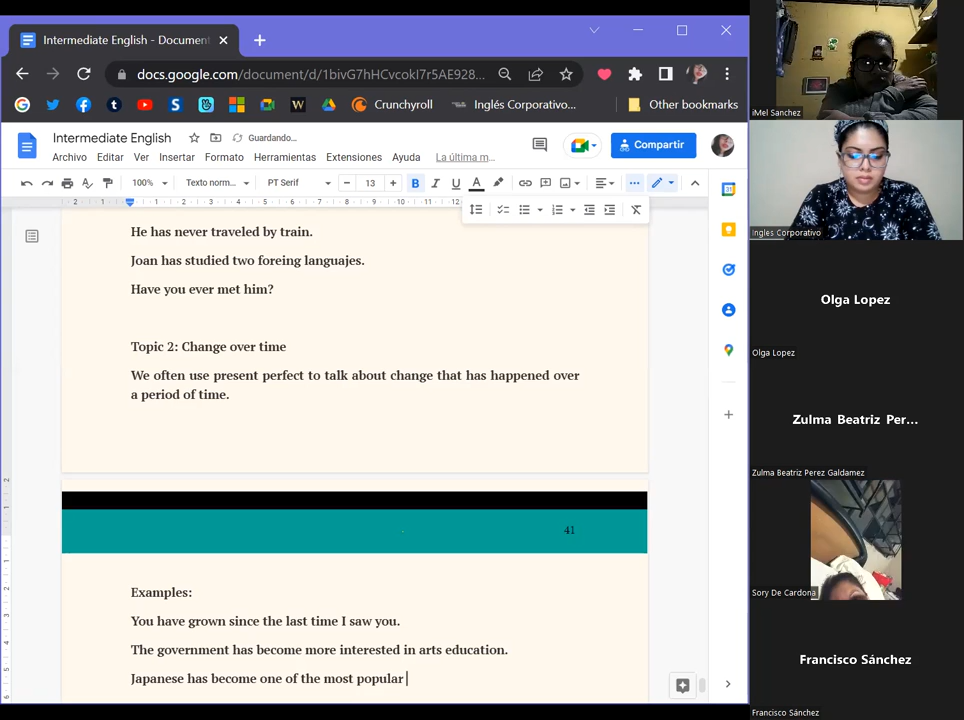 Intermediate English - Document
docs.google.com/document/d/1bivG7hHCvcokI7r5AE928...
Crunchyroll
Inglés Corporativo...
Other bookmarks
Intermediate English
Guardando...
Archivo Editar Ver Insertar Formato Herramientas Extensiones Ayuda La última m...
Compartir
100% Texto norm... PT Serif 13
He has never traveled by train.
Joan has studied two foreing languajes.
Have you ever met him?
Topic 2: Change over time
We often use present perfect to talk about change that has happened over
a period of time.
41
Examples:
You have grown since the last time I saw you.
The government has become more interested in arts education.
Japanese has become one of the most popular
iMel Sanchez
Ingles Corporativo
Olga Lopez
Olga Lopez
Zulma Beatriz Per...
Zulma Beatriz Perez Galdamez
Sory De Cardona
Francisco Sánchez
Francisco Sánchez